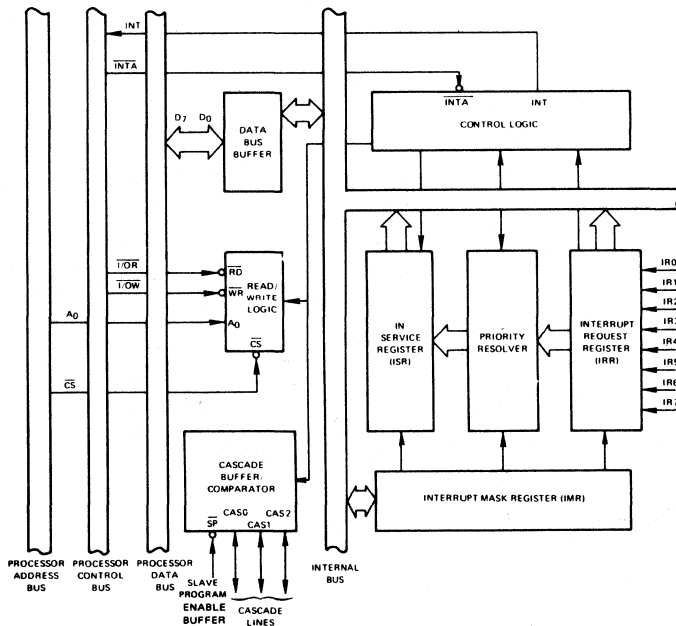 INT
INTA
INTA
INT
CONTROL LOGIC
D7 D0
DATA
BUS
BUFFER
I/OR
RD
I/OW
WR
READ/
WRITE
LOGIC
A0
A0
CS
CS
IN
SERVICE
REGISTER
(ISR)
PRIORITY
RESOLVER
INTERRUPT
REQUEST
REGISTER
(IRR)
IR0
IR1
IR2
IR3
IR4
IR5
IR6
IR7
CASCADE
BUFFER/
COMPARATOR
SP
CAS0
CAS1
CAS2
INTERRUPT MASK REGISTER (IMR)
PROCESSOR
ADDRESS
BUS
PROCESSOR
CONTROL
BUS
PROCESSOR
DATA
BUS
SLAVE
PROGRAM
ENABLE
BUFFER
CASCADE
LINES
INTERNAL
BUS